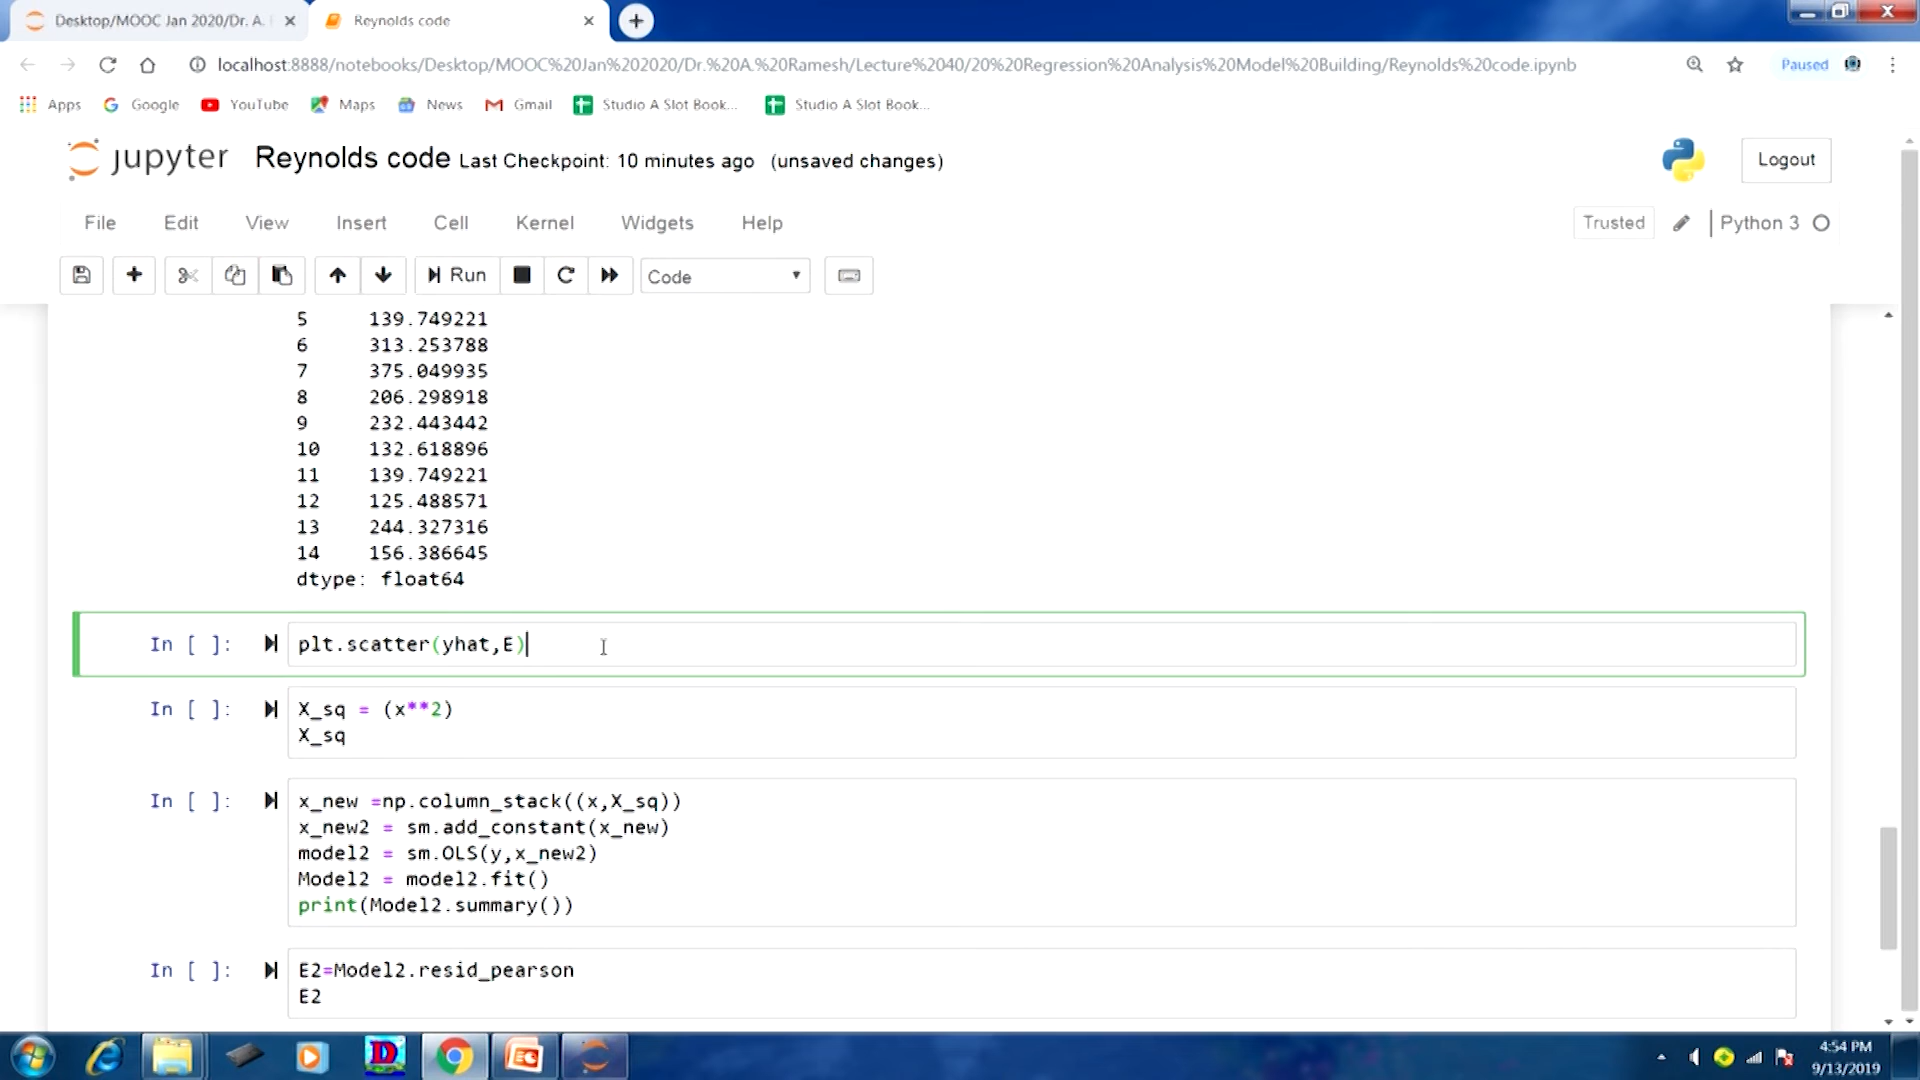 Desktop/MOOC Jan 2020/Dr. A.
Reynolds code
localhost:8888/notebooks/Desktop/MOOC%20Jan%202020/Dr.%20A.%20Ramesh/Lecture%2040/20%20Regression%20Analysis%20Model%20Building/Reynolds%20code.ipynb
Paused
Apps Google YouTube Maps News Gmail Studio A Slot Book... Studio A Slot Book...
jupyter Reynolds code Last Checkpoint: 10 minutes ago (unsaved changes)
Logout
File Edit View Insert Cell Kernel Widgets Help
Trusted Python 3
Run Code
5 139.749221
6 313.253788
7 375.049935
8 206.298918
9 232.443442
10 132.618896
11 139.749221
12 125.488571
13 244.327316
14 156.386645
dtype: float64
In [ ]: plt.scatter(yhat,E)
In [ ]: X_sq = (x**2)
X_sq
In [ ]: x_new =np.column_stack((x,X_sq))
x_new2 = sm.add_constant(x_new)
model2 = sm.OLS(y,x_new2)
Model2 = model2.fit()
print(Model2.summary())
In [ ]: E2=Model2.resid_pearson
E2
4:54 PM
9/13/2019